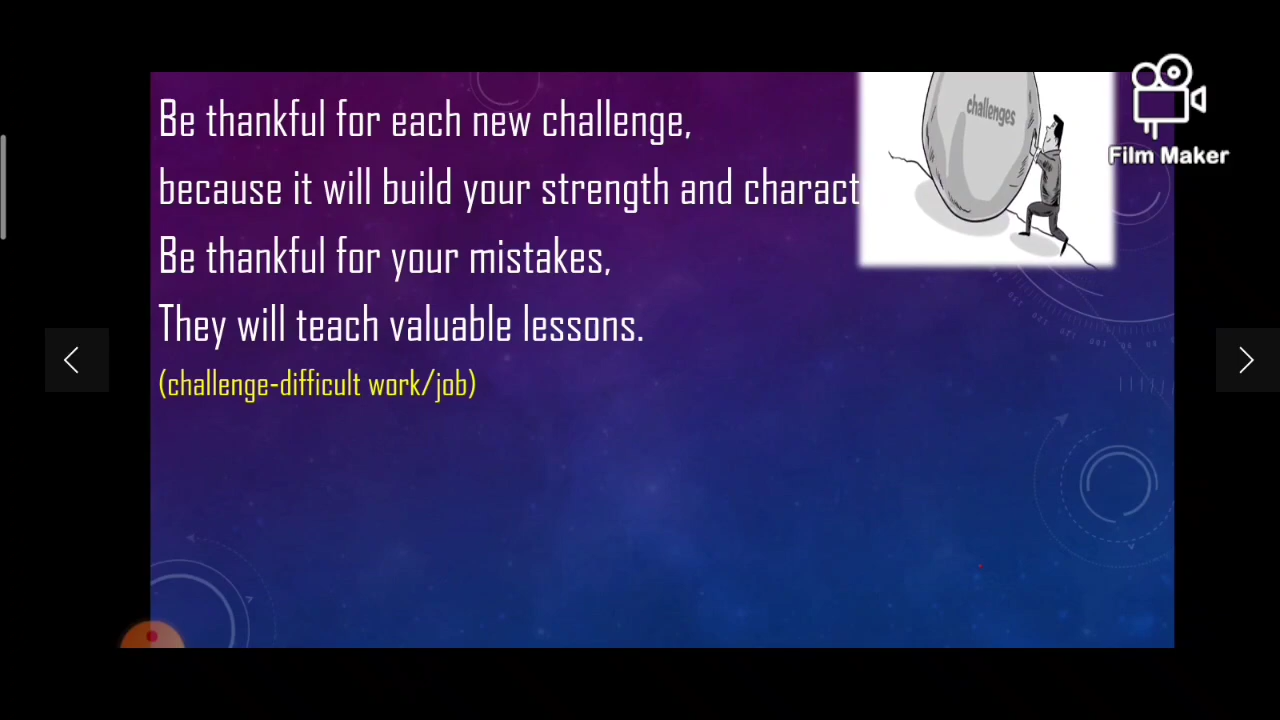 Be thankful for each new challenge,
because it will build your strength and charact
Be thankful for your mistakes,
They will teach valuable lessons.
(challenge-difficult work/job)
challenges
Film Maker